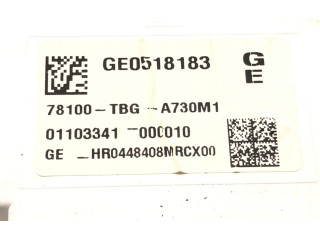 GE0518183
G
E
78100-TBG -A730M1
01103341 -000010
GE -HR0448408MRCX00